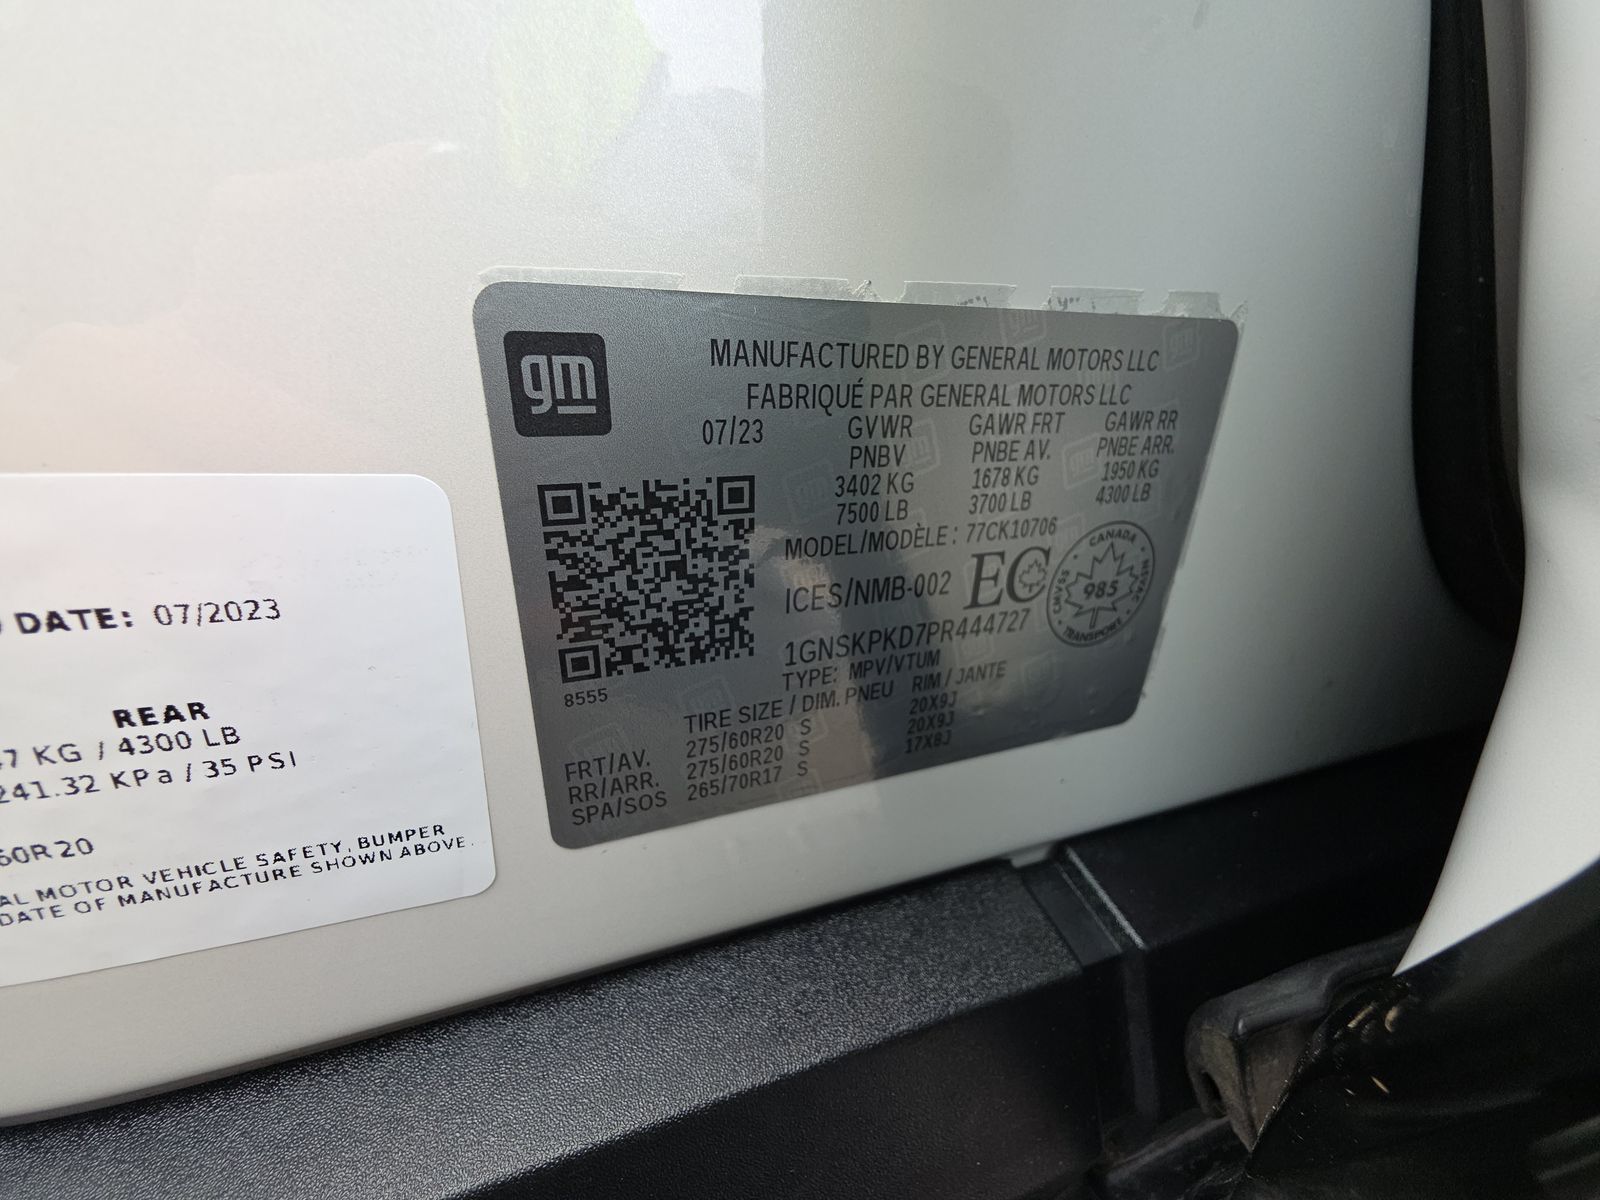 gm
MANUFACTURED BY GENERAL MOTORS LLC
FABRIQUÉ PAR GENERAL MOTORS LLC
07/23 GVWR GAWR FRT GAWR RR
PNBV PNBE AV. PNBE ARR.
3402 KG 1678 KG 1950 KG
7500 LB 3700 LB 4300 LB
MODEL/MODÈLE: 77CK10706
ICES/NMB-002 EC
CANADA
CMVSS 985 NSVAC
TRANSPORT
1GNSKPKD7PR444727
TYPE: MPV/VTUM
8555
TIRE SIZE / DIM. PNEU RIM / JANTE
FRT/AV. 275/60R20 S 20X9J
RR/ARR. 275/60R20 S 20X9J
SPA/SOS 265/70R17 S 17X8J
DATE: 07/2023
REAR
7 KG / 4300 LB
241.32 KPa / 35 PSI
60R20
AL MOTOR VEHICLE SAFETY, BUMPER
DATE OF MANUFACTURE SHOWN ABOVE.